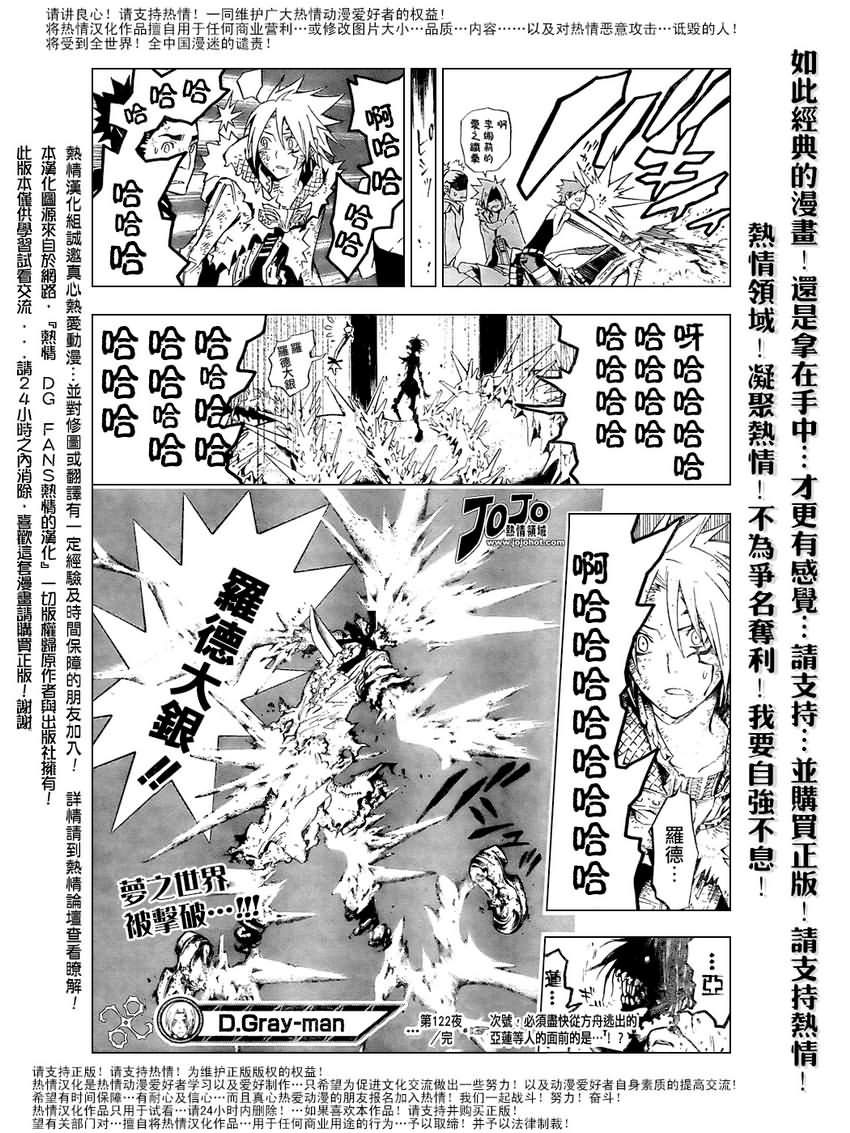 请讲良心！请支持热情！一同维护广大热情动漫爱好者的权益！
将热情汉化作品擅自用于任何商业营利…或修改图片大小…品质…内容……以及对热情恶意攻击…诋毁的人！
将受到全世界！全中国漫迷的谴责！
如此經典的漫畫！還是拿在手中…才更有感覺…請支持…並購買正版！請支持熱情！
熱情領域！凝聚熱情！不為爭名奪利！我要自強不息！
啊
李娜莉的
愛之鐵拳
啊哈哈
哈哈
哈哈哈
哈哈
呀哈哈哈
哈哈哈哈
哈哈哈哈
羅
羅德大銀
哈哈哈
哈哈哈哈
哈哈哈
JOJO
熱情領域
www.jojohot.com
啊哈哈哈哈哈哈哈哈
羅德…
羅德大銀!!
夢之世界
被擊破…!!!
…亞
蓮…
D.Gray-man
…第122夜
/完
次號，必須盡快從方舟逃出的
亞蓮等人的面前的是…！？
熱情漢化組誠邀真心熱愛動漫…並對修圖或翻譯有一定經驗及時間保障的朋友加入！ 詳情請到熱情論壇查看瞭解！
本漢化圖源來自於網路．『熱情 DG FANS熱情的漢化』一切版權歸原作者與出版社擁有！
此版本僅供學習試看交流．．．請24小時之內消除．喜歡這套漫畫請購買正版！謝謝
请支持正版！请支持热情！为维护正版版权的权益！
热情汉化是热情动漫爱好者学习以及爱好制作…只希望为促进文化交流做出一些努力！以及动漫爱好者自身素质的提高交流！
希望有时间保障…有耐心及信心…而且真心热爱动漫的朋友报名加入热情！我们一起战斗！努力！奋斗！
热情汉化作品只用于试看…请24小时内删除！…如果喜欢本作品！请支持并购买正版！
望有关部门对…擅自将热情汉化作品…用于任何商业用途的行为…予以取缔！并予以法律制裁！